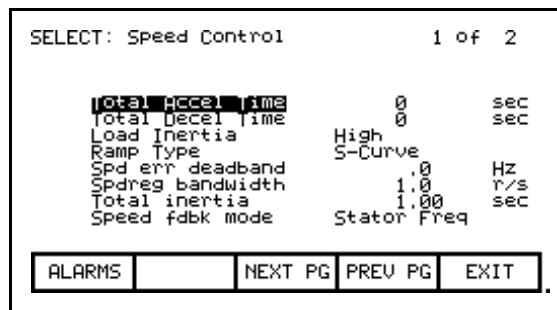 SELECT: Speed Control 1 of 2
Total Accel Time 0 sec
Total Decel Time 0 sec
Load Inertia High
Ramp Type S-Curve
Spd err deadband .0 Hz
Spdreg bandwidth 1.0 r/s
Total inertia 1.00 sec
Speed fdbk mode Stator Freq
ALARMS NEXT PG PREV PG EXIT
.